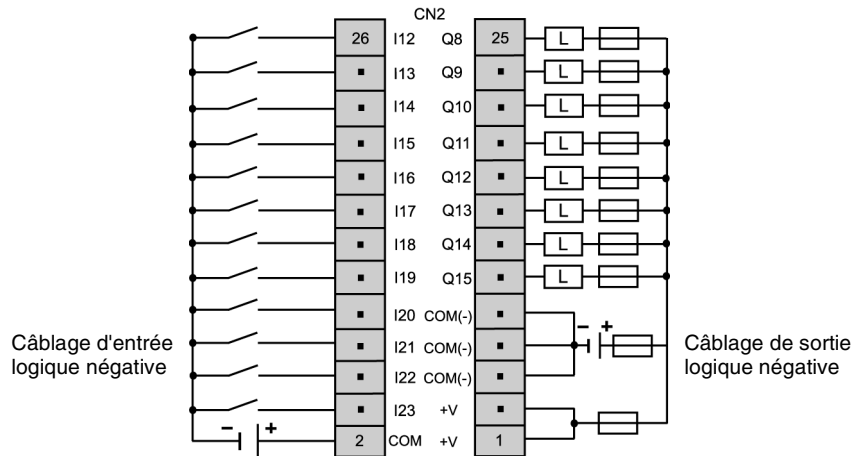 CN2
26 I12 Q8 25 L
I13 Q9 L
I14 Q10 L
I15 Q11 L
I16 Q12 L
I17 Q13 L
I18 Q14 L
I19 Q15 L
I20 COM(-)
- +
Câblage d'entrée
logique négative
I21 COM(-)
Câblage de sortie
logique négative
I22 COM(-)
I23 +V
- +
2 COM +V 1